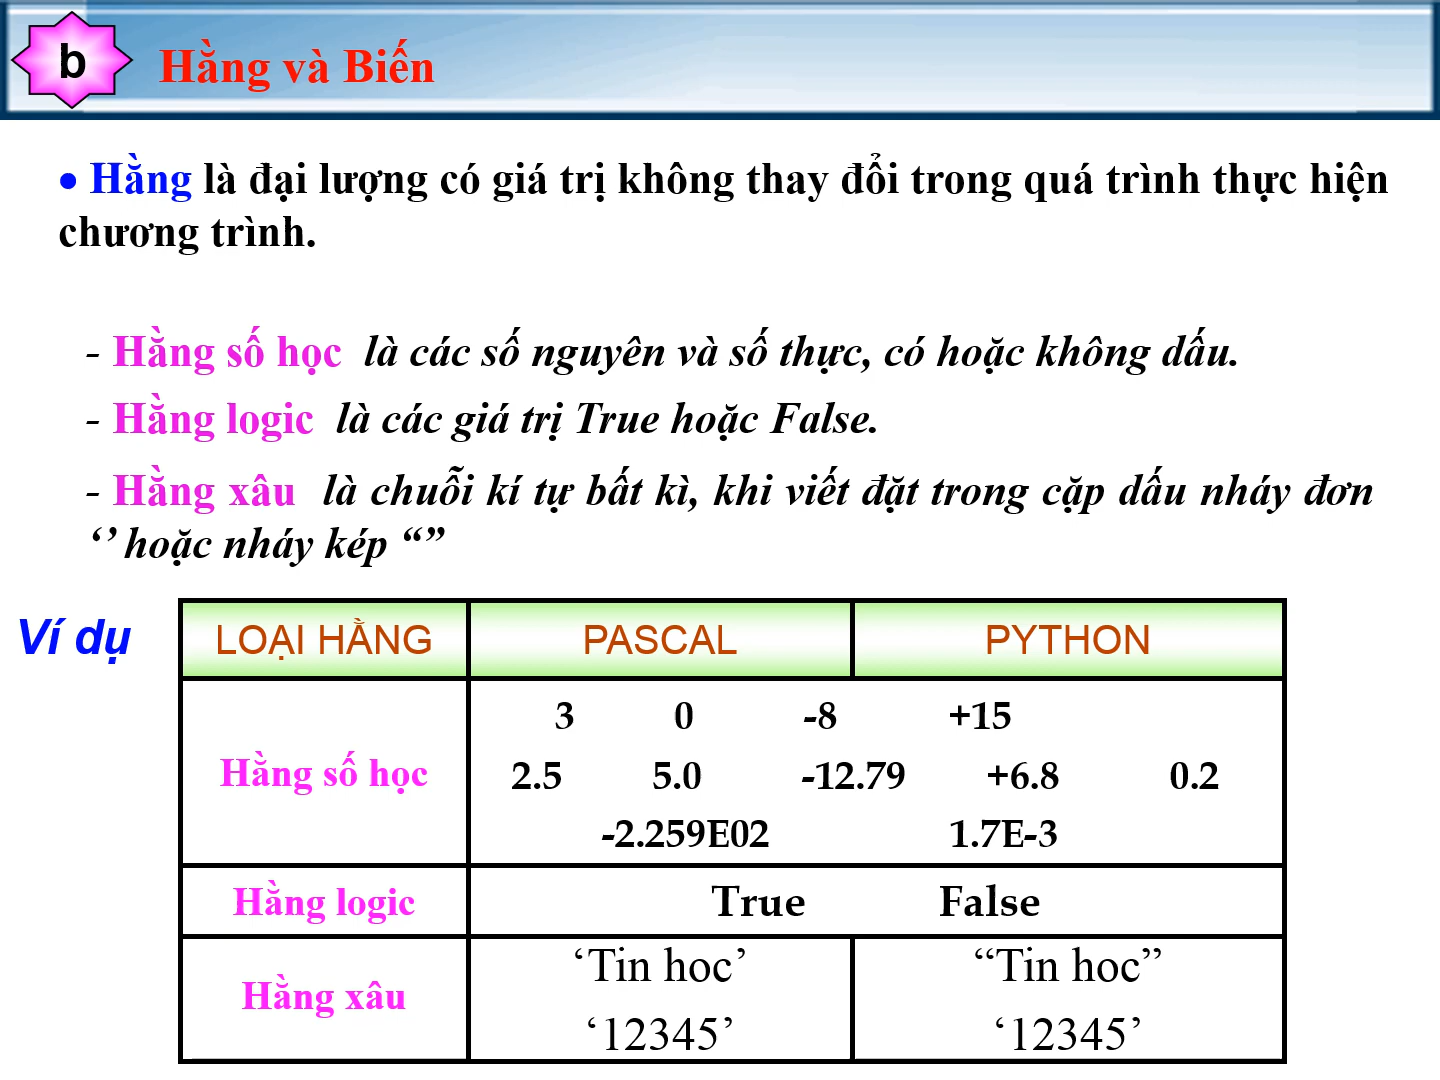 b
Hằng và Biến
• Hằng là đại lượng có giá trị không thay đổi trong quá trình thực hiện
chương trình.
- Hằng số học là các số nguyên và số thực, có hoặc không dấu.
- Hằng logic là các giá trị True hoặc False.
- Hằng xâu là chuỗi kí tự bất kì, khi viết đặt trong cặp dấu nháy đơn
‘’ hoặc nháy kép “”
Ví dụ
LOẠI HẰNG PASCAL PYTHON
Hằng số học
3 0 -8 +15
2.5 5.0 -12.79 +6.8 0.2
-2.259E02 1.7E-3
Hằng logic True False
Hằng xâu
‘Tin hoc’ “Tin hoc”
‘12345’ ‘12345’